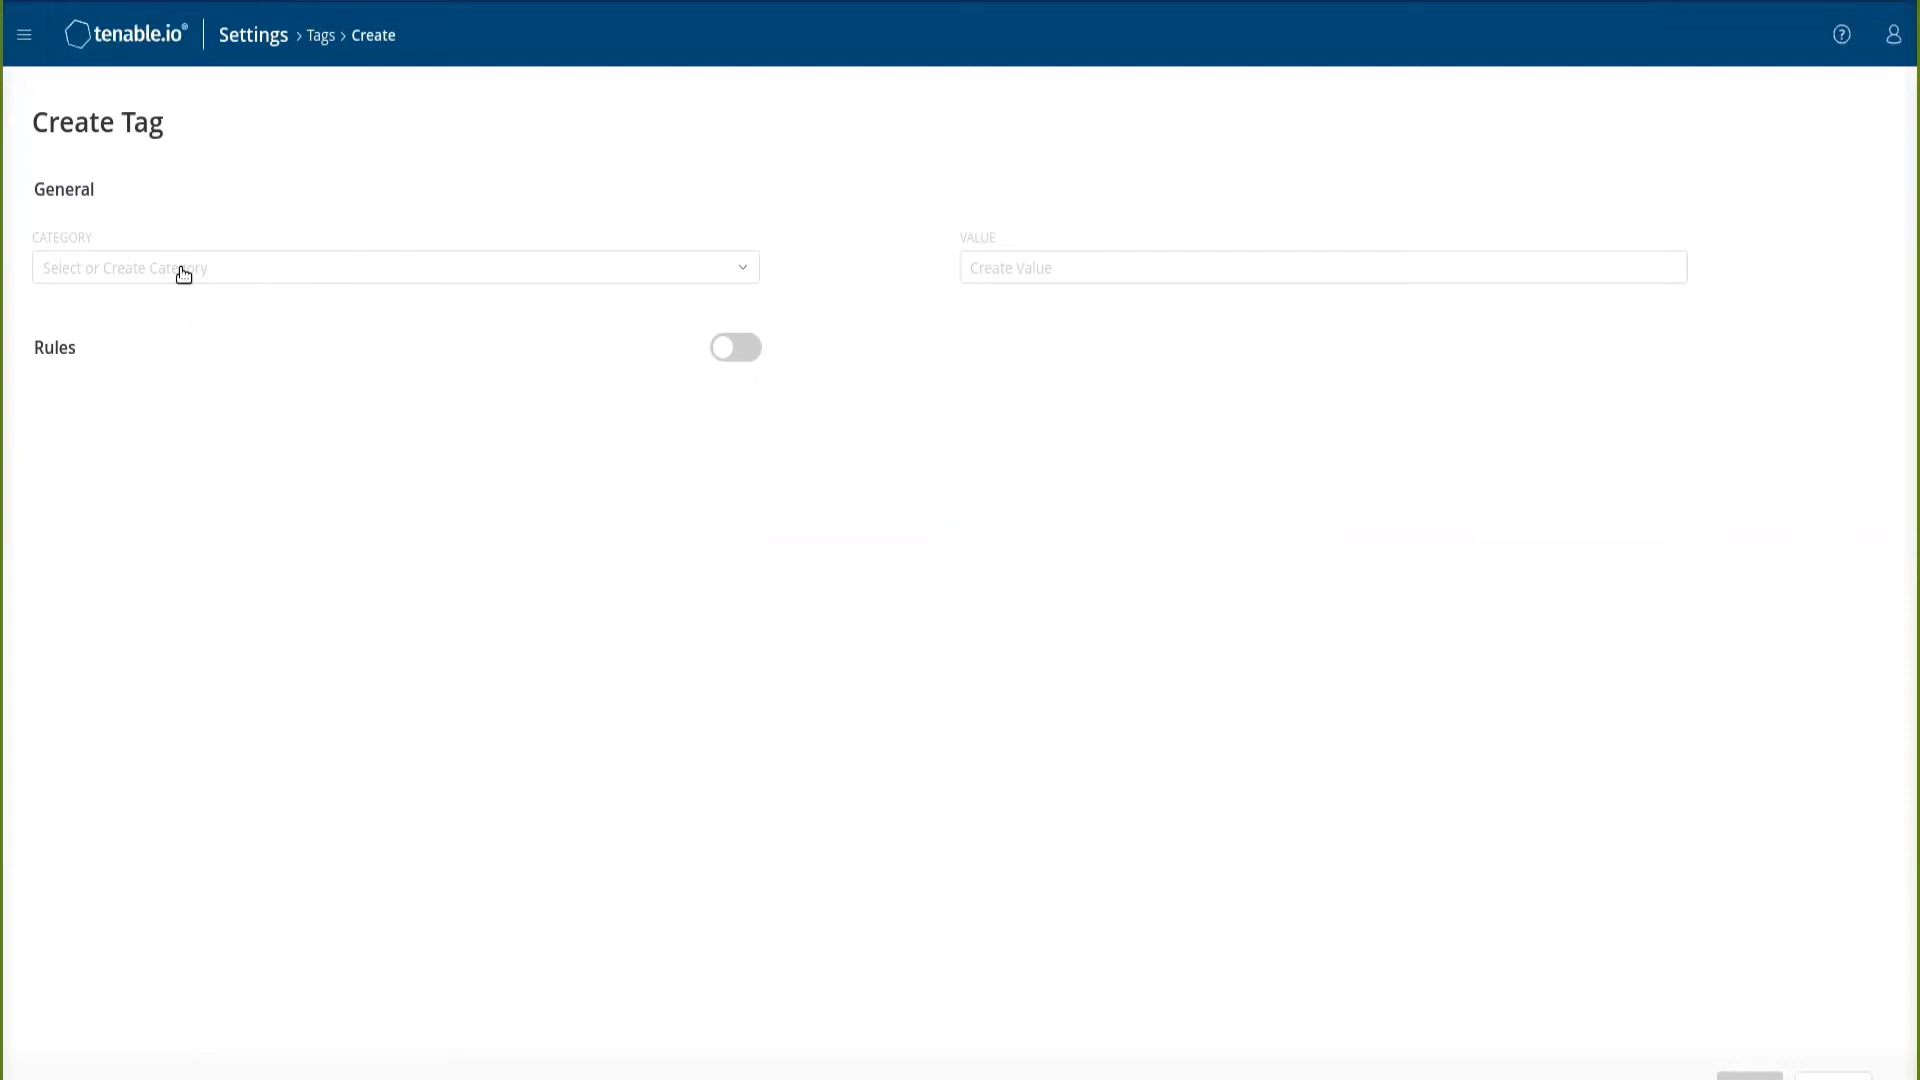 tenable.io® Settings > Tags > Create
Create Tag
General
CATEGORY
VALUE
Select or Create Category
Create Value
Rules